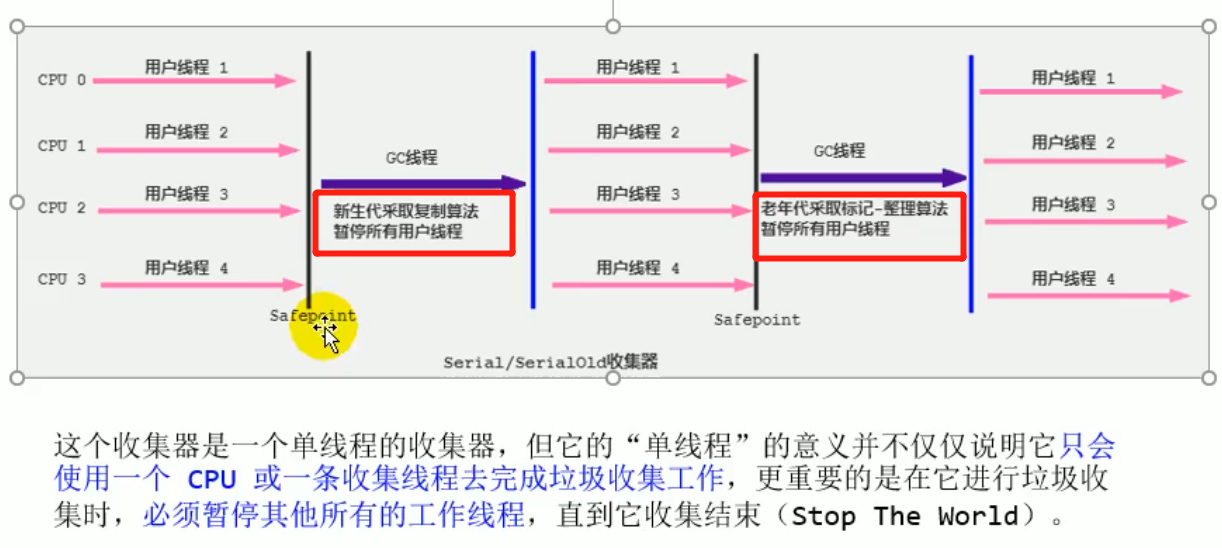 CPU 0
用户线程 1
用户线程 1
用户线程 1
CPU 1
用户线程 2
用户线程 2
用户线程 2
GC线程
GC线程
CPU 2
用户线程 3
用户线程 3
用户线程 3
新生代采取复制算法
暂停所有用户线程
老年代采取标记-整理算法
暂停所有用户线程
CPU 3
用户线程 4
用户线程 4
用户线程 4
Safepoint
Safepoint
Serial/SerialOld收集器
这个收集器是一个单线程的收集器，但它的“单线程”的意义并不仅仅说明它只会
使用一个 CPU 或一条收集线程去完成垃圾收集工作，更重要的是在它进行垃圾收
集时，必须暂停其他所有的工作线程，直到它收集结束（Stop The World）。